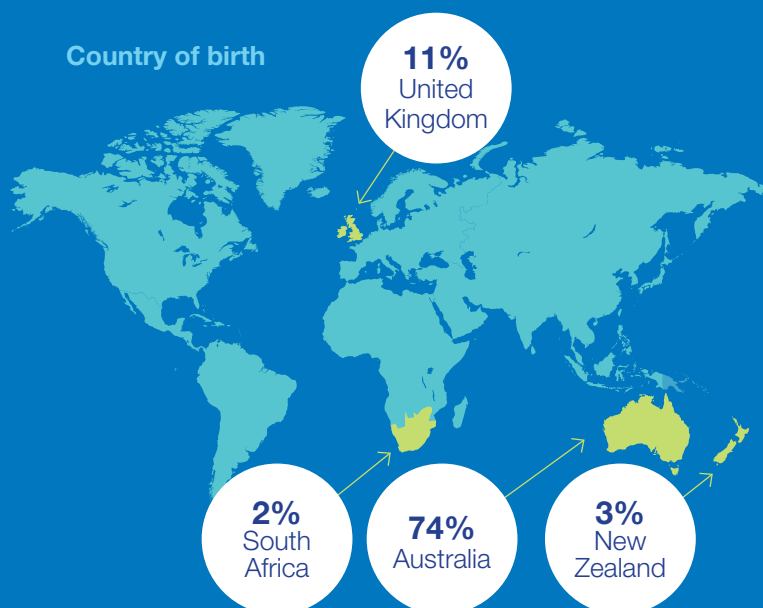 Country of birth
11%
United
Kingdom
2%
South
Africa
74%
Australia
3%
New
Zealand